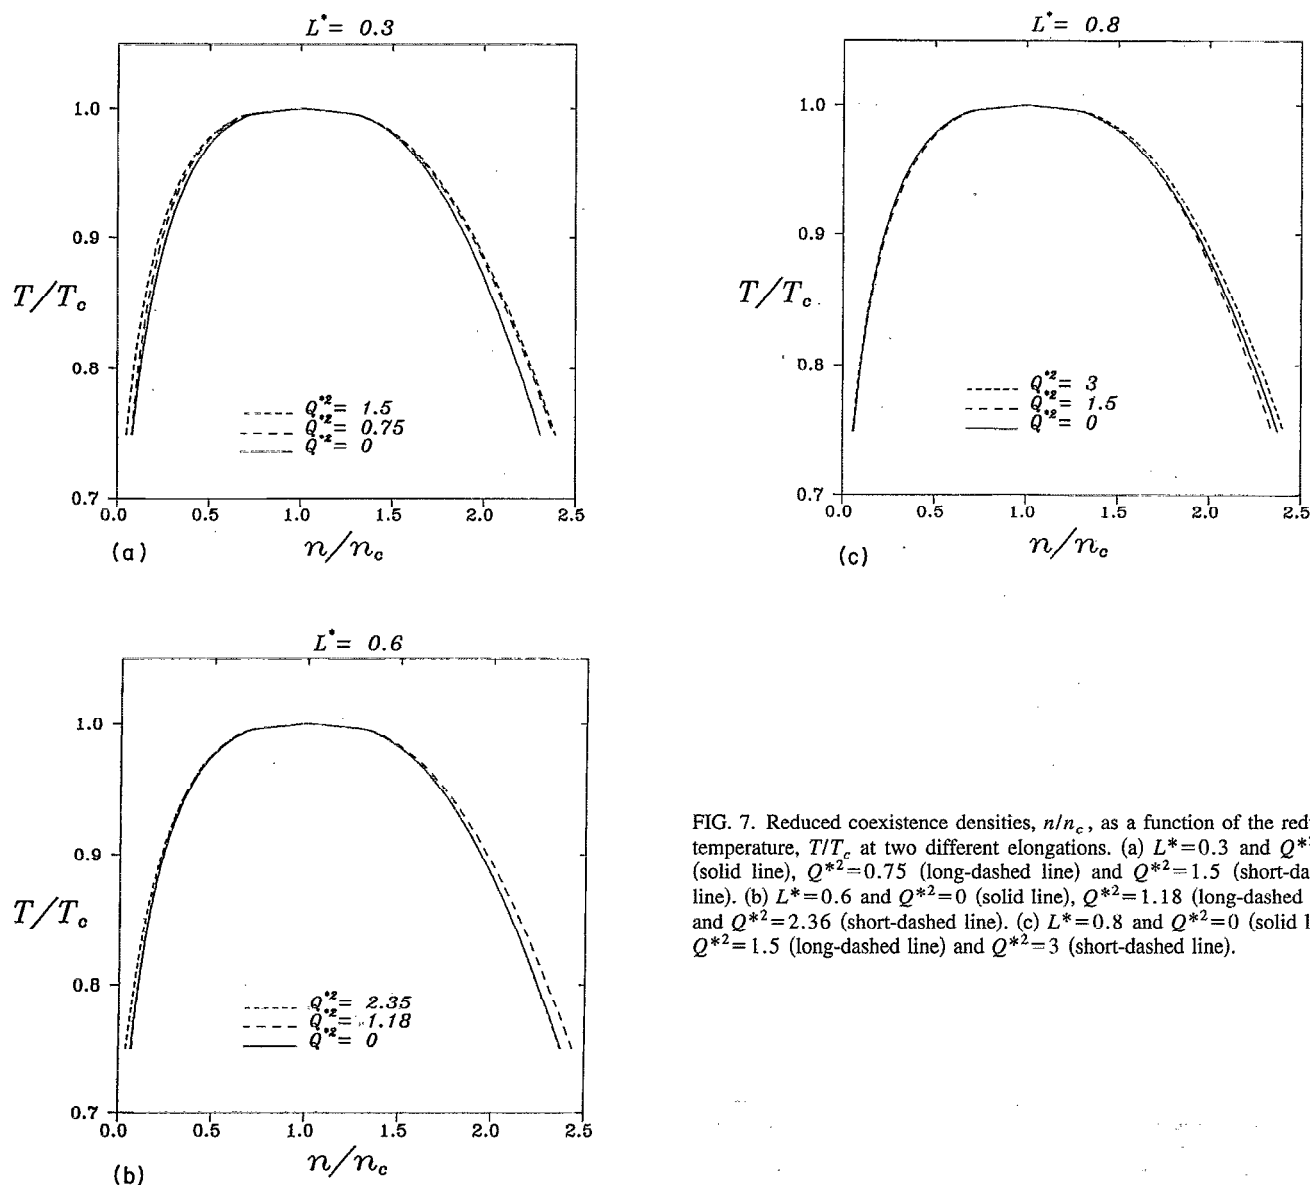 L*= 0.3
1.0
0.9
T/Tc
0.8
Q*2= 1.5
Q*2= 0.75
Q*2= 0
0.7
0.0 0.5 1.0 1.5 2.0 2.5
n/nc
(a)
L*= 0.8
1.0
0.9
T/Tc
0.8
Q*2= 3
Q*2= 1.5
Q*2= 0
0.7
0.0 0.5 1.0 1.5 2.0 2.5
n/nc
(c)
L*= 0.6
1.0
0.9
T/Tc
0.8
Q*2= 2.35
Q*2= 1.18
Q*2= 0
0.7
0.0 0.5 1.0 1.5 2.0 2.5
n/nc
(b)
FIG. 7. Reduced coexistence densities, n/nc, as a function of the red
temperature, T/Tc at two different elongations. (a) L*=0.3 and Q*
(solid line), Q*2=0.75 (long-dashed line) and Q*2=1.5 (short-da
line). (b) L*=0.6 and Q*2=0 (solid line), Q*2=1.18 (long-dashed
and Q*2=2.36 (short-dashed line). (c) L*=0.8 and Q*2=0 (solid l
Q*2=1.5 (long-dashed line) and Q*2=3 (short-dashed line).